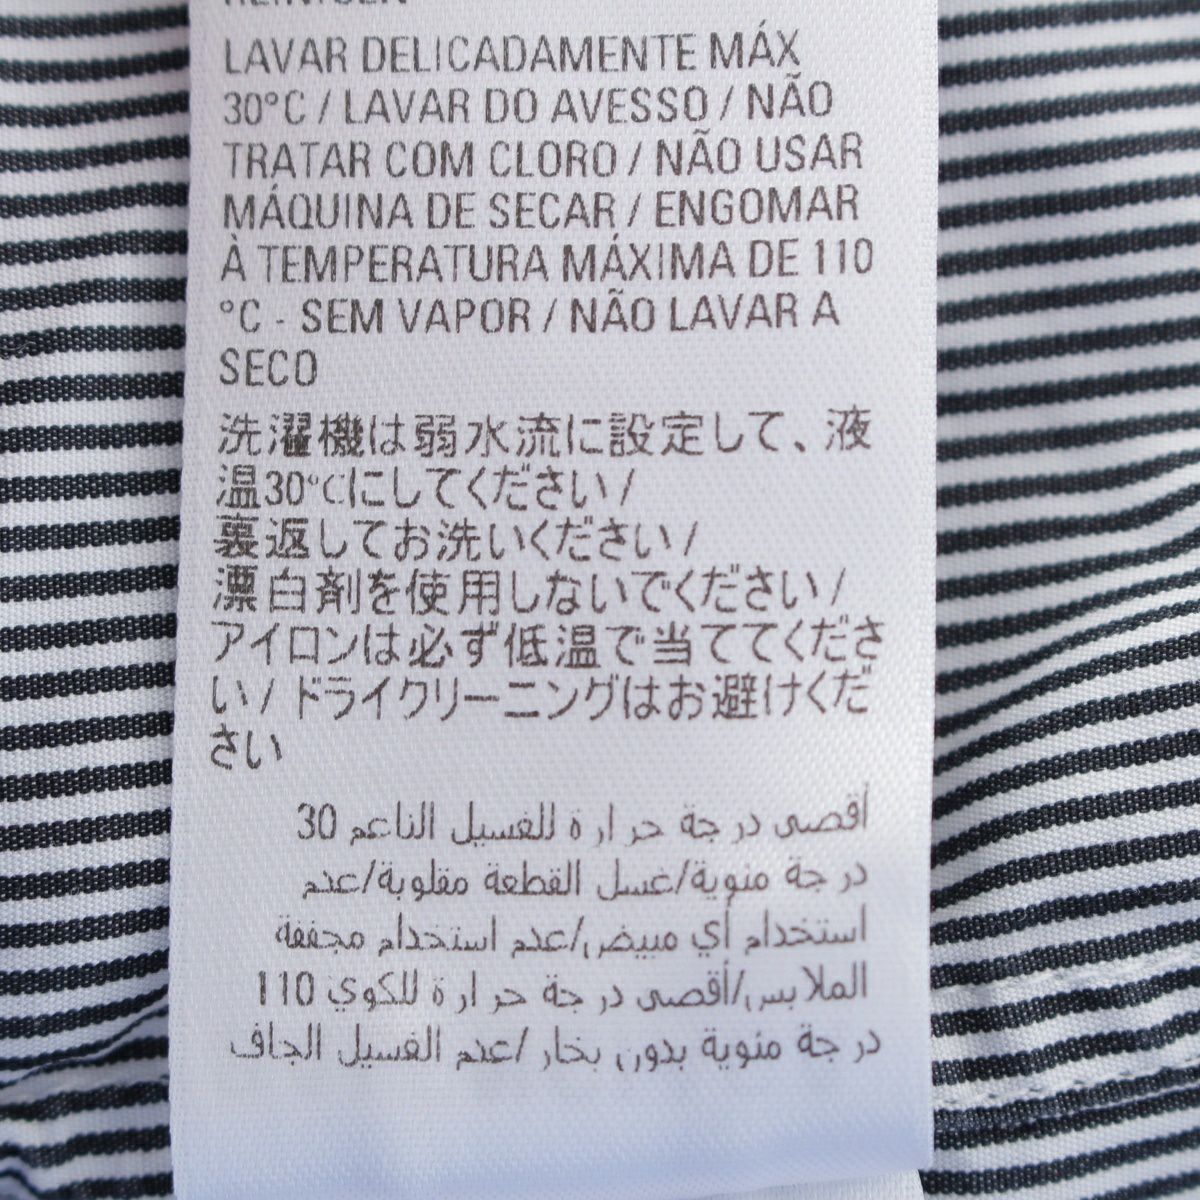 REINIGEN
LAVAR DELICADAMENTE MÁX
30°C / LAVAR DO AVESSO / NÃO
TRATAR COM CLORO / NÃO USAR
MÁQUINA DE SECAR / ENGOMAR
À TEMPERATURA MÁXIMA DE 110
°C - SEM VAPOR / NÃO LAVAR A
SECO
洗濯機は弱水流に設定して、液
温30℃にしてください /
裏返してお洗いください /
漂白剤を使用しないでください /
アイロンは必ず低温で当ててくださ
い / ドライクリーニングはお避けくだ
さい
أقصى درجة حرارة للغسيل الناعم 30
درجة مئوية/غسل القطعة مقلوبة/عدم
استخدام أي مبيض/عدم استخدام مجففة
الملابس/أقصى درجة حرارة للكوي 110
درجة مئوية بدون بخار /عدم الغسيل الجاف